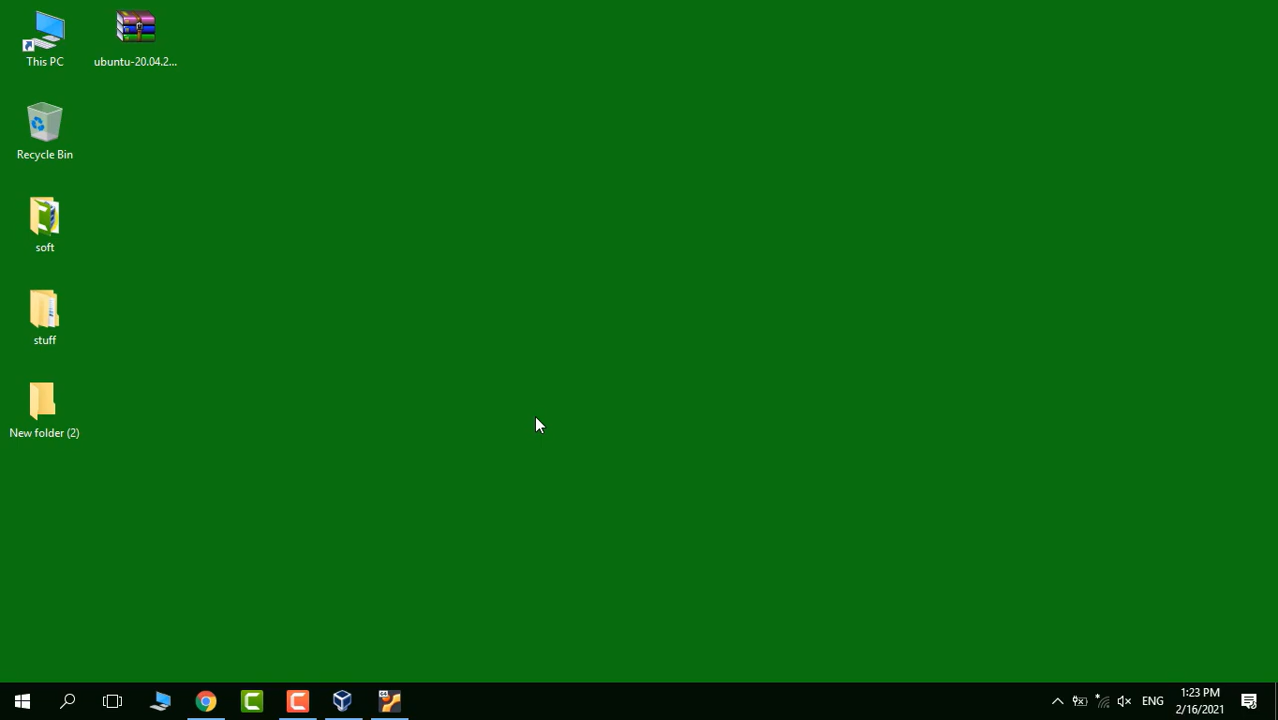 This PC
ubuntu-20.04.2...
Recycle Bin
soft
stuff
New folder (2)
ENG
1:23 PM
2/16/2021